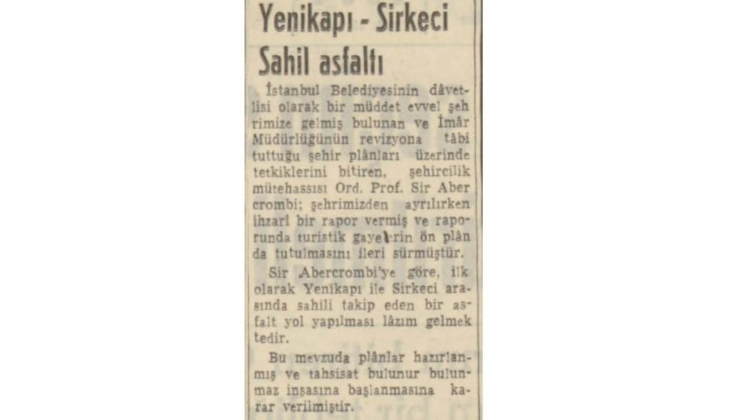 Yenikapı - Sirkeci
Sahil asfaltı
İstanbul Belediyesinin dâvet-
lisi olarak bir müddet evvel şeh
rimize gelmiş bulunan ve İmâr
Müdürlüğünün revizyona tâbi
tuttuğu şehir plânları üzerinde
tetkiklerini bitiren, şehircilik
mütehassısı Ord. Prof. Sir Aber
crombi; şehrimizden ayrılırken
ihzarî bir rapor vermiş ve rapo-
runda turistik gayelerin ön plân
da tutulmasını ileri sürmüştür.
Sir Abercrombi'ye göre, ilk
olarak Yenikapı ile Sirkeci ara-
sında sahili takip eden bir as-
falt yol yapılması lâzım gelmek
tedir.
Bu mevzuda plânlar hazırlan-
mış ve tahsisat bulunur bulun-
maz inşasına başlanmasına ka-
rar verilmiştir.